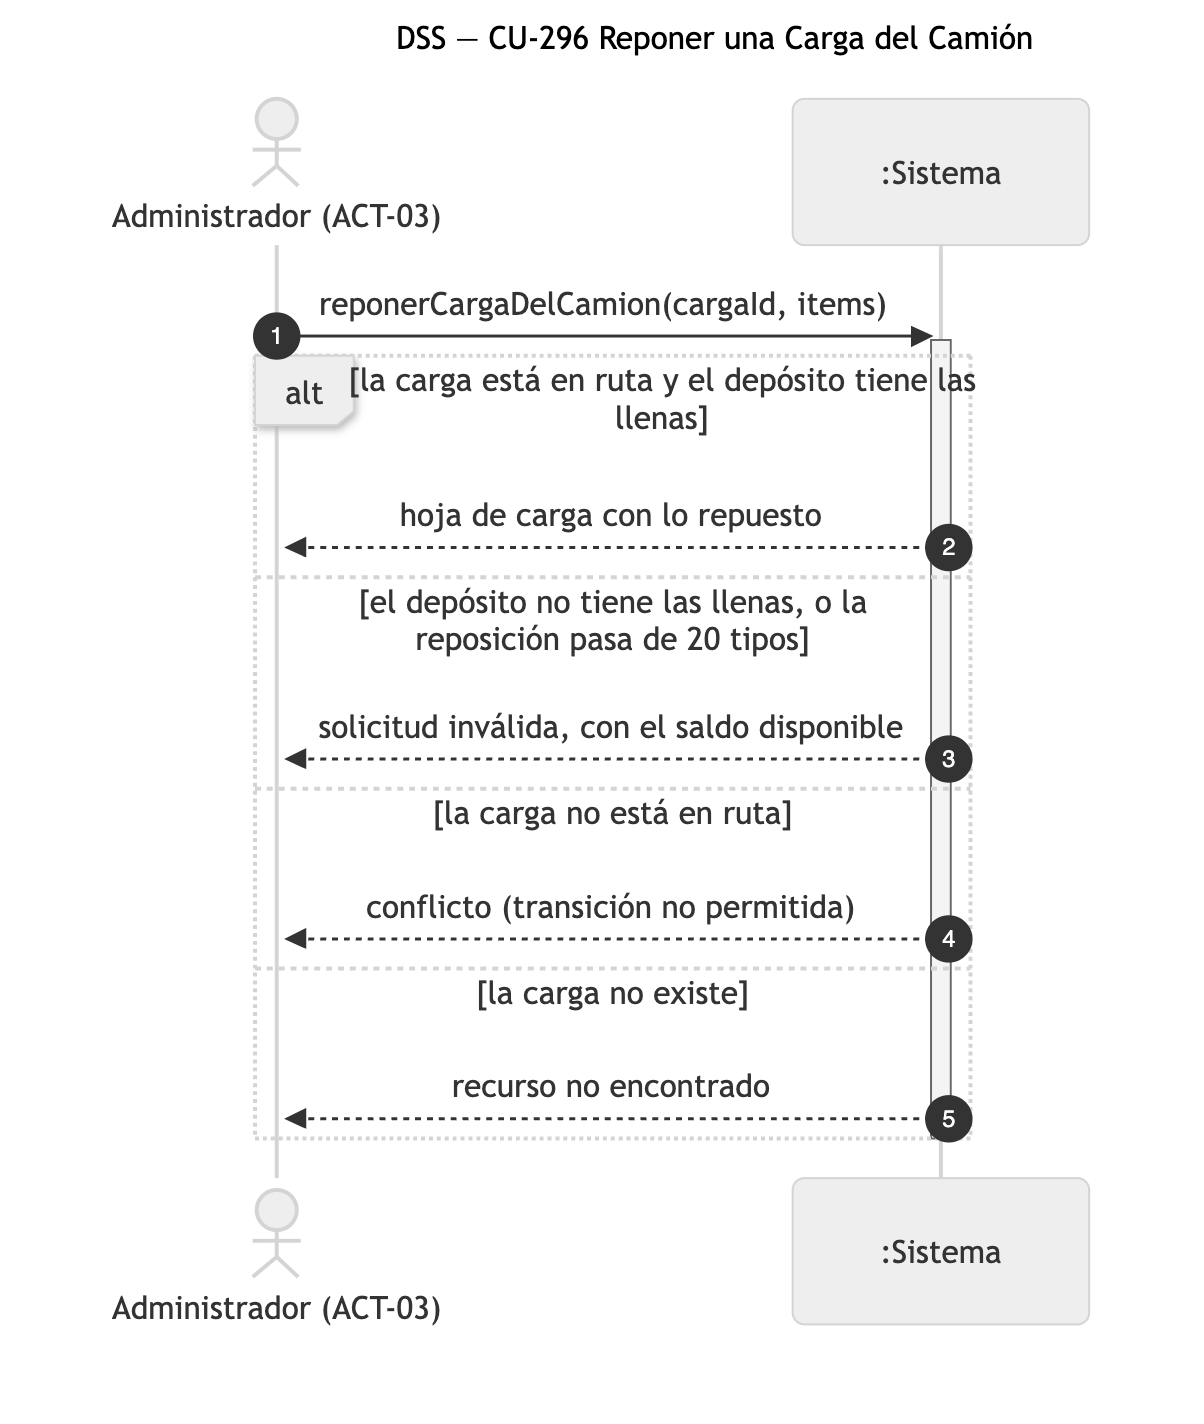 DSS — CU-296 Reponer una Carga del Camión
Administrador (ACT-03)
:Sistema
reponerCargaDelCamion(cargaId, items)
1
alt
[la carga está en ruta y el depósito tiene las
llenas]
hoja de carga con lo repuesto
2
[el depósito no tiene las llenas, o la
reposición pasa de 20 tipos]
solicitud inválida, con el saldo disponible
3
[la carga no está en ruta]
conflicto (transición no permitida)
4
[la carga no existe]
recurso no encontrado
5
Administrador (ACT-03)
:Sistema